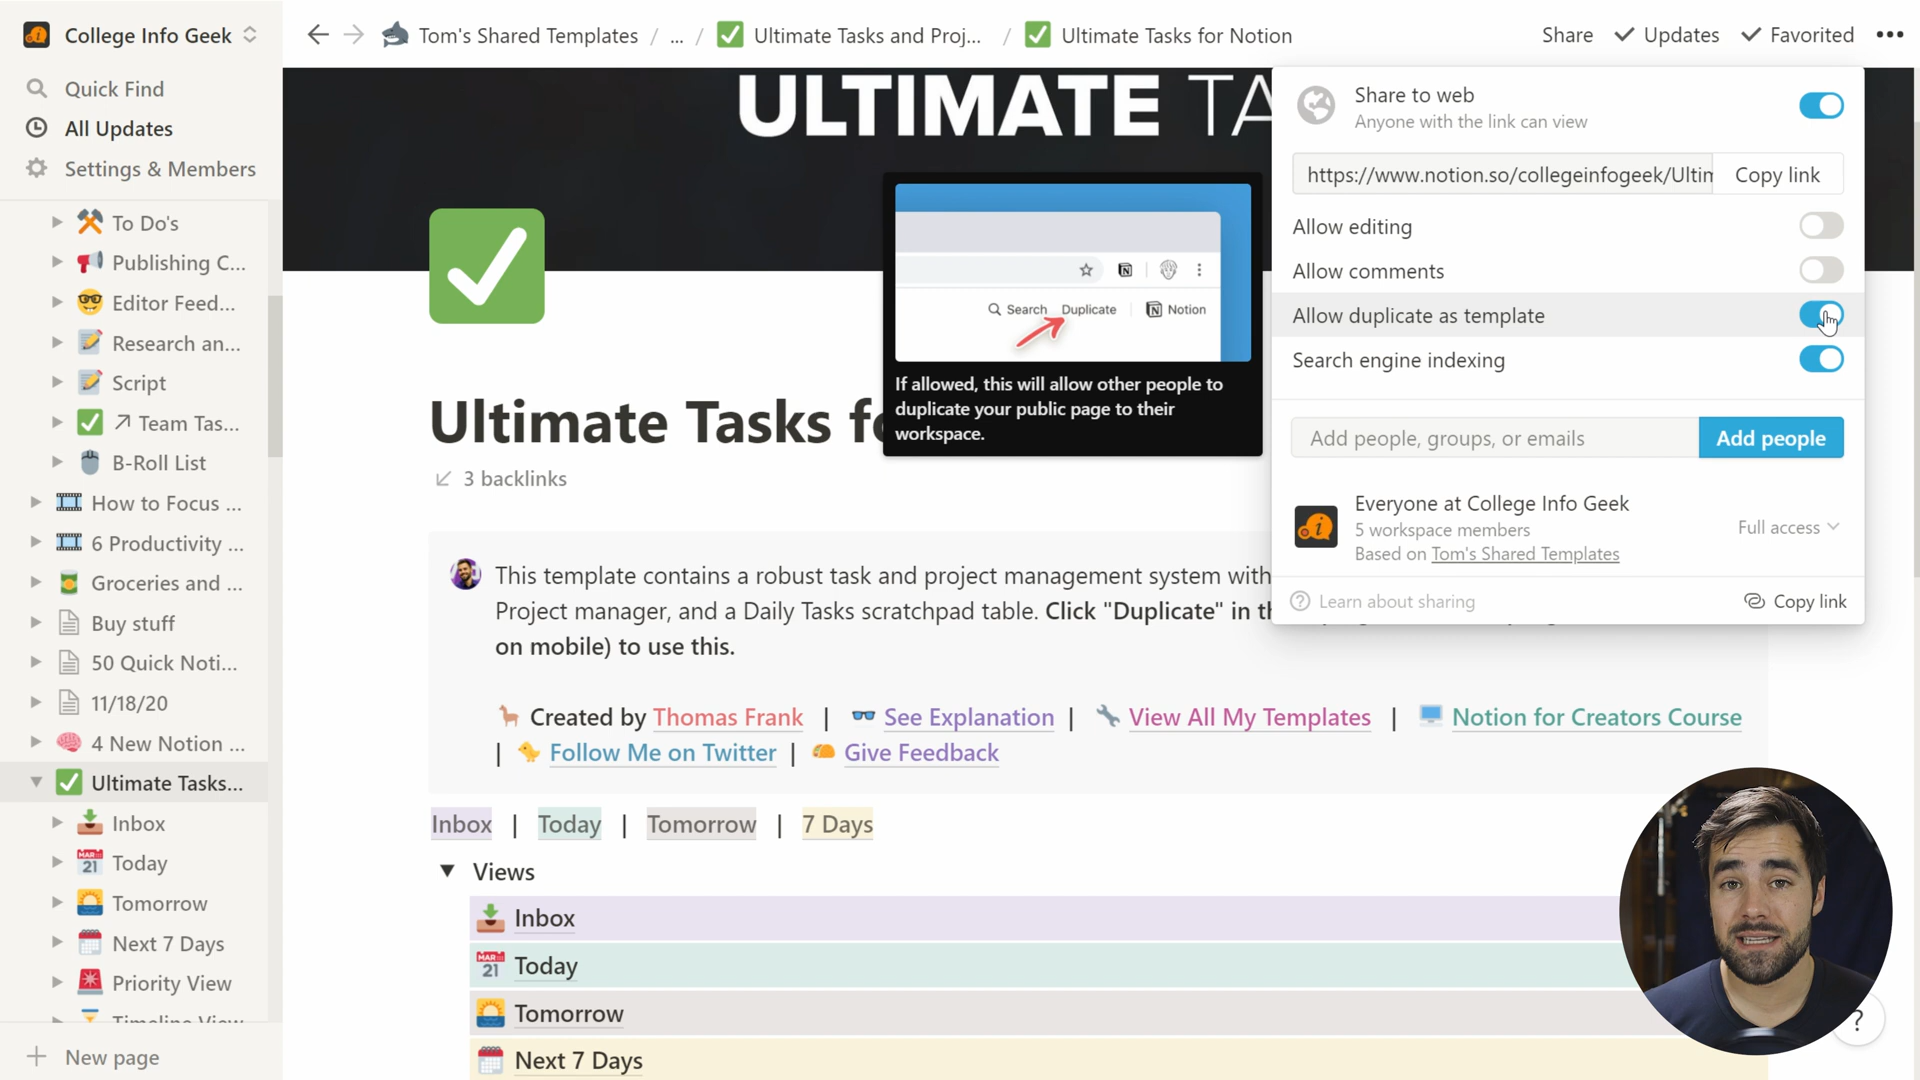 College Info Geek
Quick Find
All Updates
Settings & Members
To Do's
Publishing C...
Editor Feed...
Research an...
Script
Team Tas...
B-Roll List
How to Focus ...
6 Productivity ...
Groceries and ...
Buy stuff
50 Quick Noti...
11/18/20
4 New Notion ...
Ultimate Tasks...
Inbox
MAR 21 Today
Tomorrow
Next 7 Days
Priority View
Timeline View
New page
Tom's Shared Templates / ... / Ultimate Tasks and Proj... / Ultimate Tasks for Notion
Share Updates Favorited
ULTIMATE TA
Search Duplicate Notion
If allowed, this will allow other people to
duplicate your public page to their
workspace.
Ultimate Tasks fo
3 backlinks
This template contains a robust task and project management system with
Project manager, and a Daily Tasks scratchpad table. Click "Duplicate" in th
on mobile) to use this.
Created by Thomas Frank | See Explanation | View All My Templates | Notion for Creators Course
| Follow Me on Twitter | Give Feedback
Inbox | Today | Tomorrow | 7 Days
Views
Inbox
MAR 21 Today
Tomorrow
Next 7 Days
Share to web
Anyone with the link can view
https://www.notion.so/collegeinfogeek/Ultim Copy link
Allow editing
Allow comments
Allow duplicate as template
Search engine indexing
Add people, groups, or emails Add people
Everyone at College Info Geek
5 workspace members
Based on Tom's Shared Templates
Full access
? Learn about sharing Copy link
?